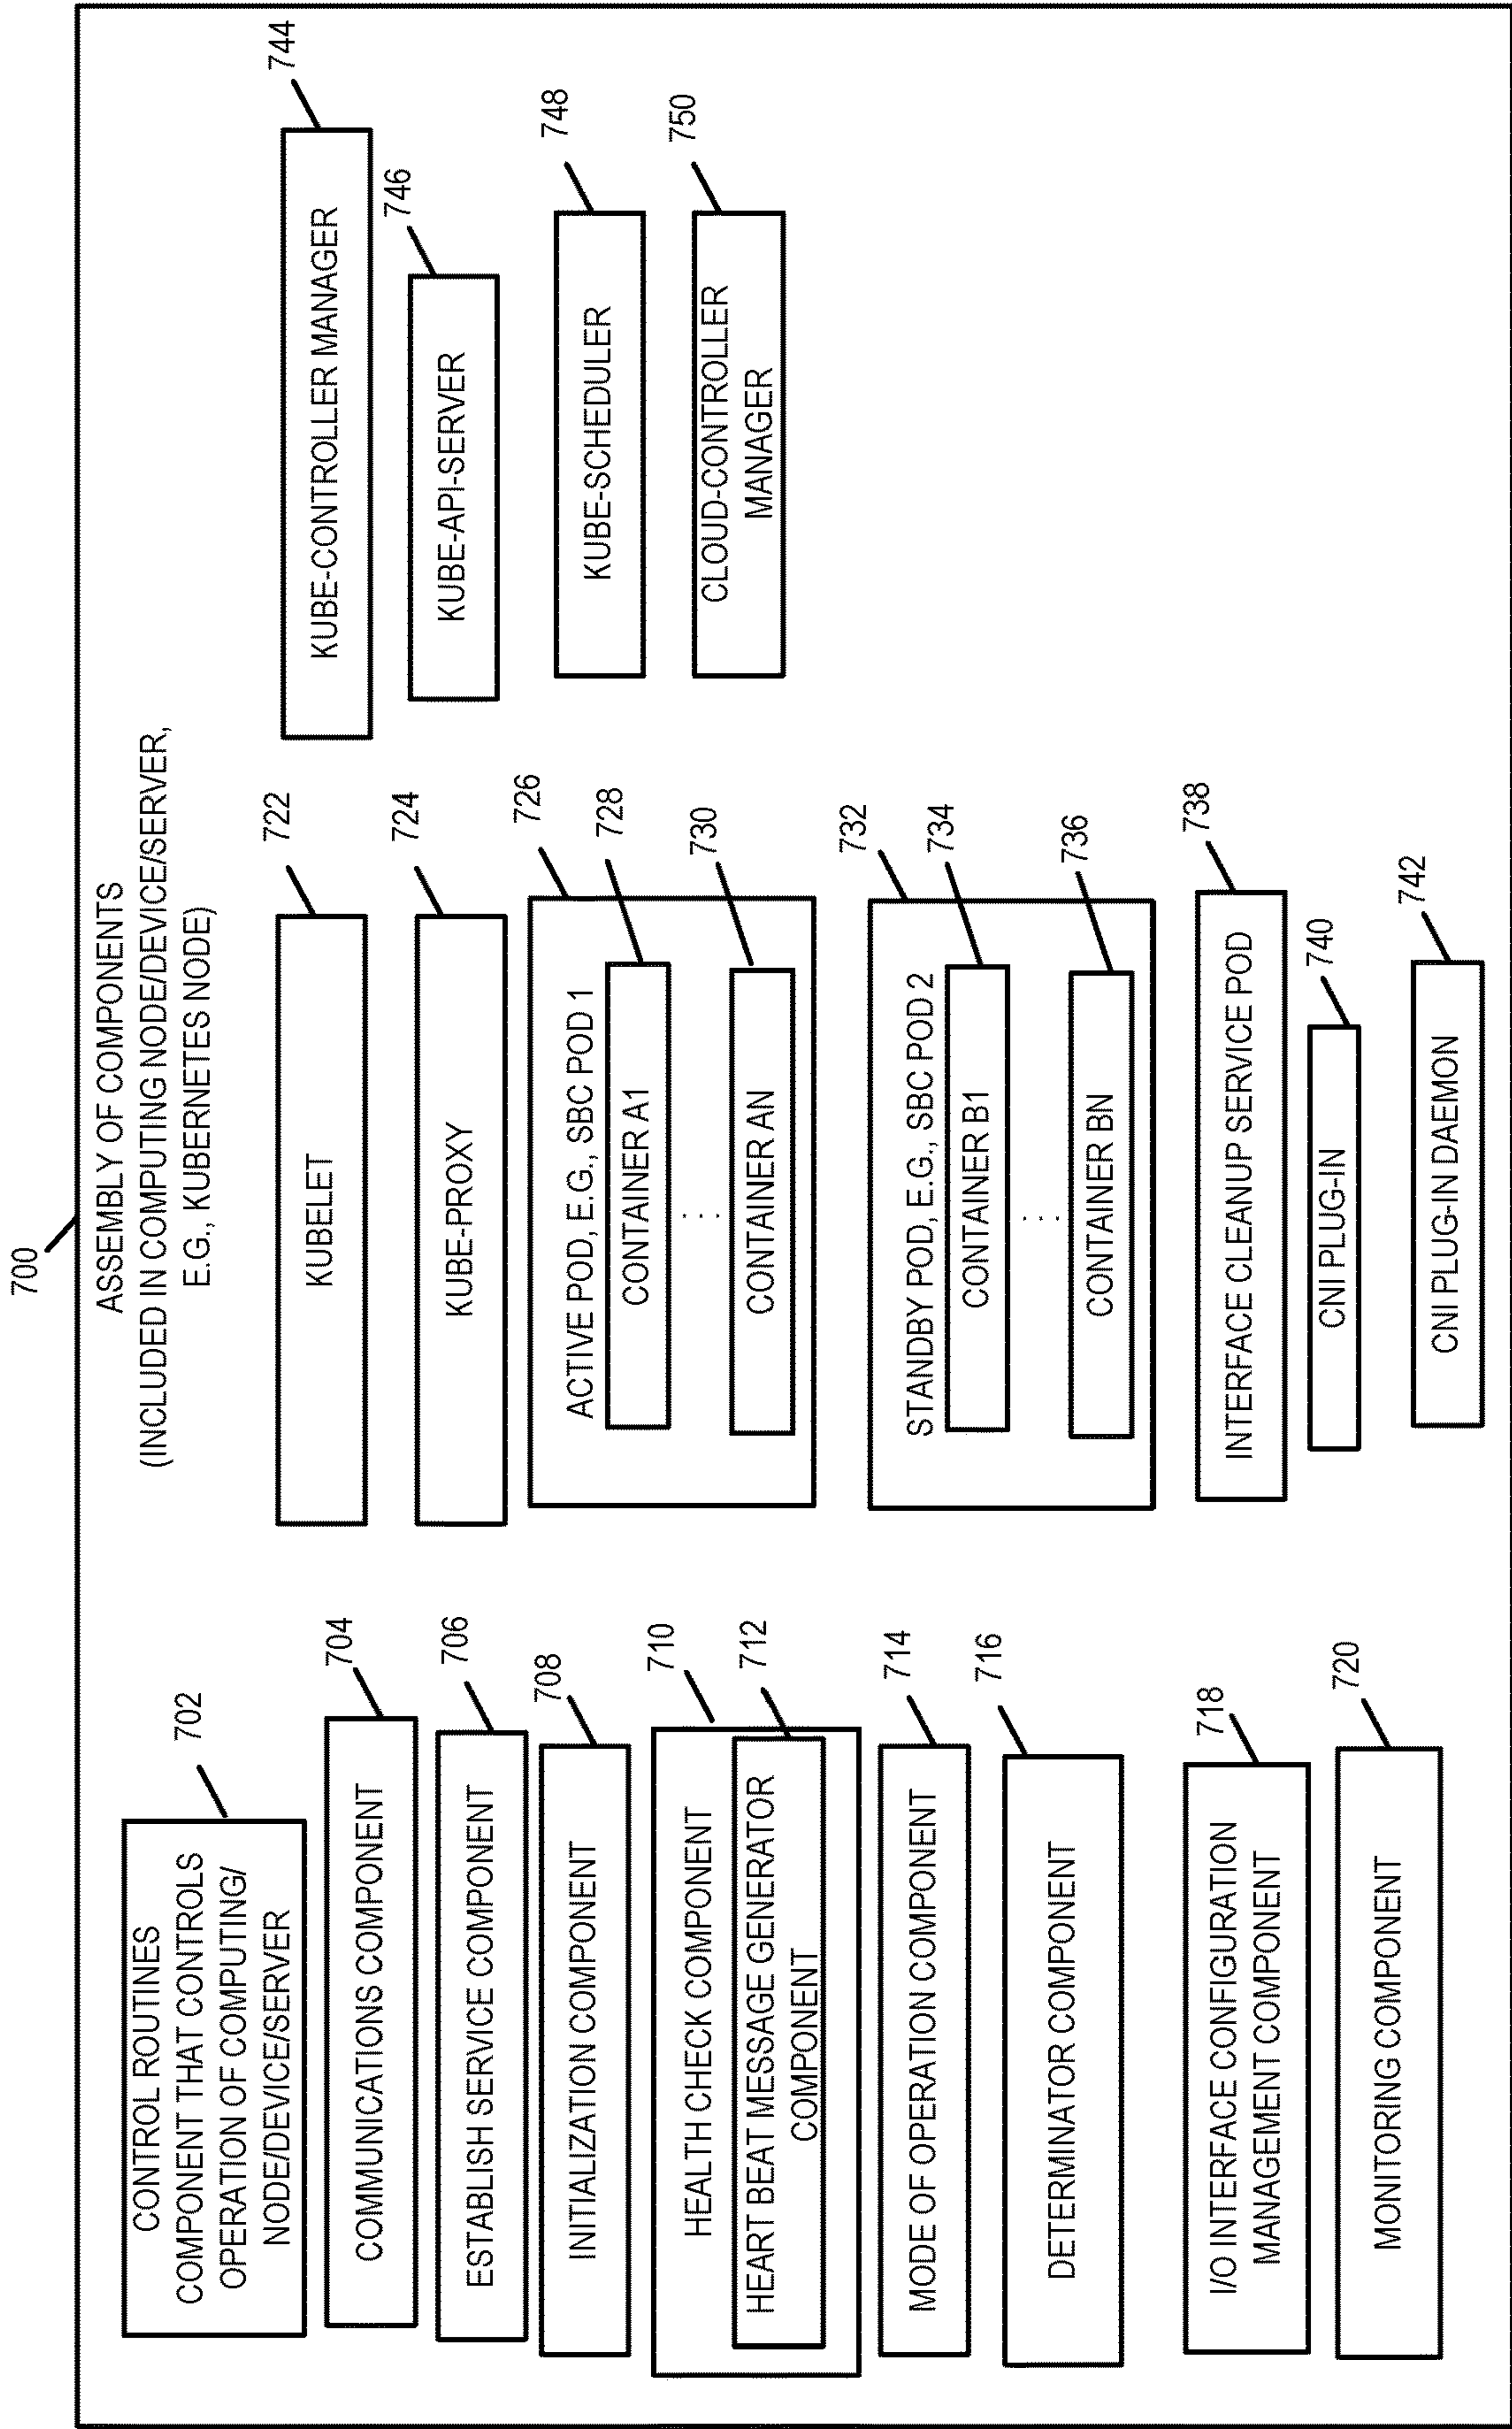 700
ASSEMBLY OF COMPONENTS
(INCLUDED IN COMPUTING NODE/DEVICE/SERVER,
E.G., KUBERNETES NODE)
CONTROL ROUTINES
COMPONENT THAT CONTROLS
OPERATION OF COMPUTING/
NODE/DEVICE/SERVER
702
COMMUNICATIONS COMPONENT
704
ESTABLISH SERVICE COMPONENT
706
INITIALIZATION COMPONENT
708
HEALTH CHECK COMPONENT
710
HEART BEAT MESSAGE GENERATOR
COMPONENT
712
MODE OF OPERATION COMPONENT
714
DETERMINATOR COMPONENT
716
I/O INTERFACE CONFIGURATION
MANAGEMENT COMPONENT
718
MONITORING COMPONENT
720
KUBELET
722
KUBE-PROXY
724
ACTIVE POD, E.G., SBC POD 1
726
CONTAINER A1
728
...
CONTAINER AN
730
STANDBY POD, E.G., SBC POD 2
732
CONTAINER B1
734
...
CONTAINER BN
736
INTERFACE CLEANUP SERVICE POD
738
CNI PLUG-IN
740
CNI PLUG-IN DAEMON
742
KUBE-CONTROLLER MANAGER
744
KUBE-API-SERVER
746
KUBE-SCHEDULER
748
CLOUD-CONTROLLER
MANAGER
750